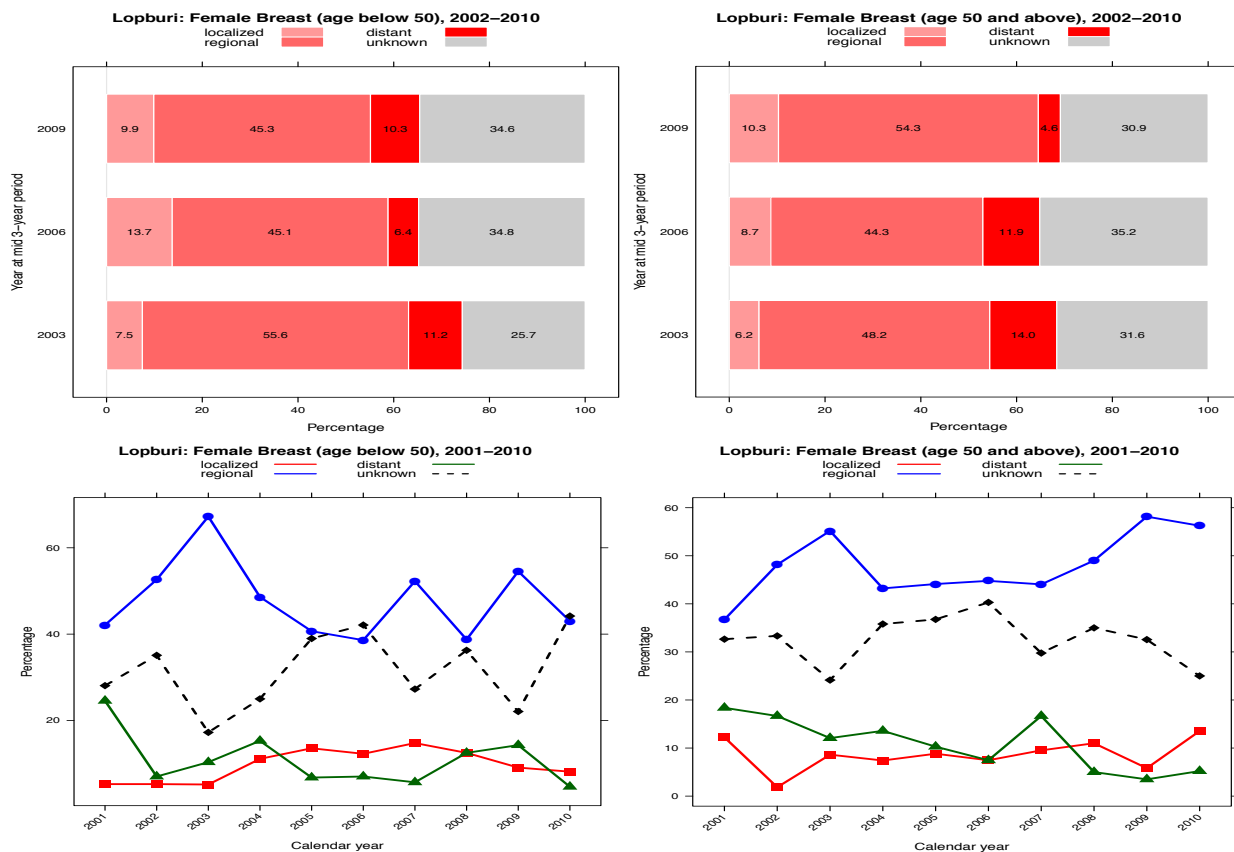 Lopburi: Female Breast (age below 50), 2002−2010
localized distant
regional unknown
Year at mid 3−year period
2009 9.9 45.3 10.3 34.6
2006 13.7 45.1 6.4 34.8
2003 7.5 55.6 11.2 25.7
0 20 40 60 80 100
Percentage
Lopburi: Female Breast (age 50 and above), 2002−2010
localized distant
regional unknown
Year at mid 3−year period
2009 10.3 54.3 4.6 30.9
2006 8.7 44.3 11.9 35.2
2003 6.2 48.2 14.0 31.6
0 20 40 60 80 100
Percentage
Lopburi: Female Breast (age below 50), 2001−2010
localized distant
regional unknown
Percentage
60
40
20
2001 2002 2003 2004 2005 2006 2007 2008 2009 2010
Calendar year
Lopburi: Female Breast (age 50 and above), 2001−2010
localized distant
regional unknown
Percentage
60
50
40
30
20
10
0
2001 2002 2003 2004 2005 2006 2007 2008 2009 2010
Calendar year